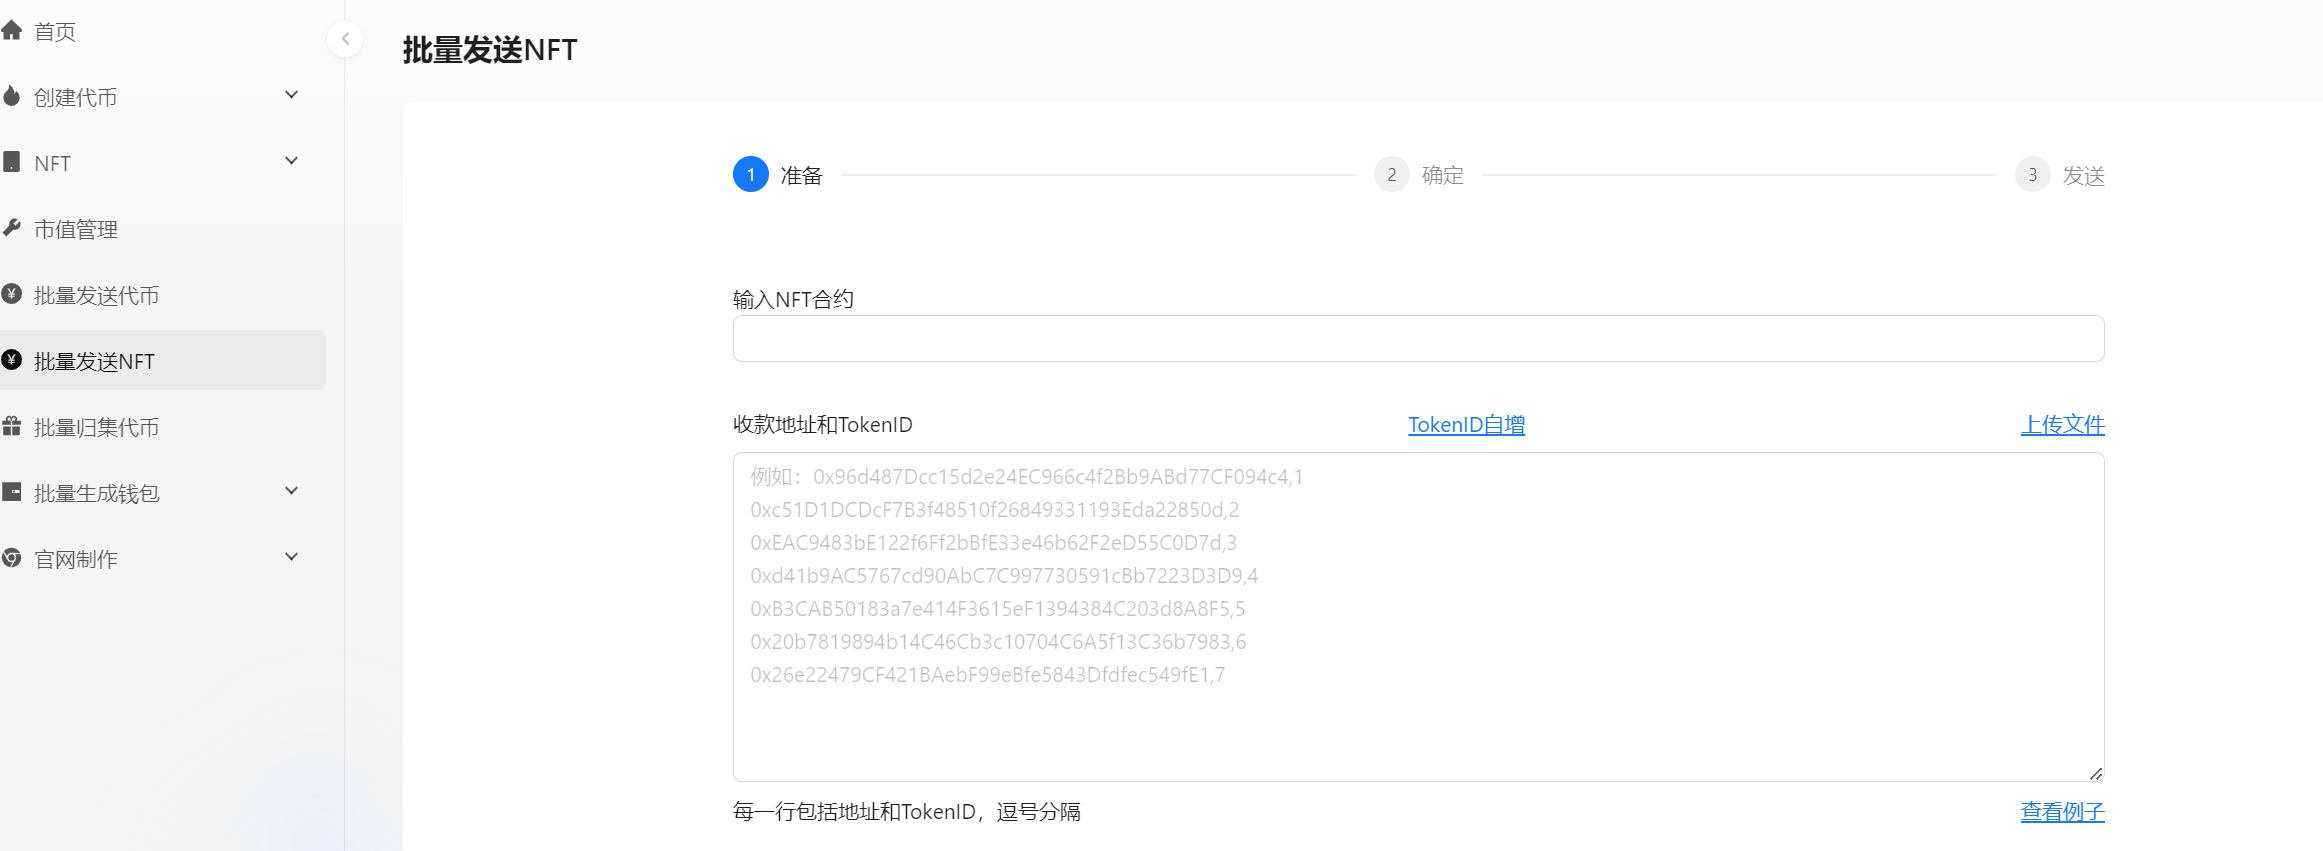 首页
创建代币
NFT
市值管理
批量发送代币
批量发送NFT
批量归集代币
批量生成钱包
官网制作
批量发送NFT
1 准备
2 确定
3 发送
输入NFT合约
收款地址和TokenID TokenID自增 上传文件
例如：0x96d487Dcc15d2e24EC966c4f2Bb9ABd77CF094c4,1
0xc51D1DCDcF7B3f48510f26849331193Eda22850d,2
0xEAC9483bE122f6Ff2bBfE33e46b62F2eD55C0D7d,3
0xd41b9AC5767cd90AbC7C997730591cBb7223D3D9,4
0xB3CAB50183a7e414F3615eF1394384C203d8A8F5,5
0x20b7819894b14C46Cb3c10704C6A5f13C36b7983,6
0x26e22479CF421BAebF99eBfe5843Dfdfec549fE1,7
每一行包括地址和TokenID，逗号分隔 查看例子